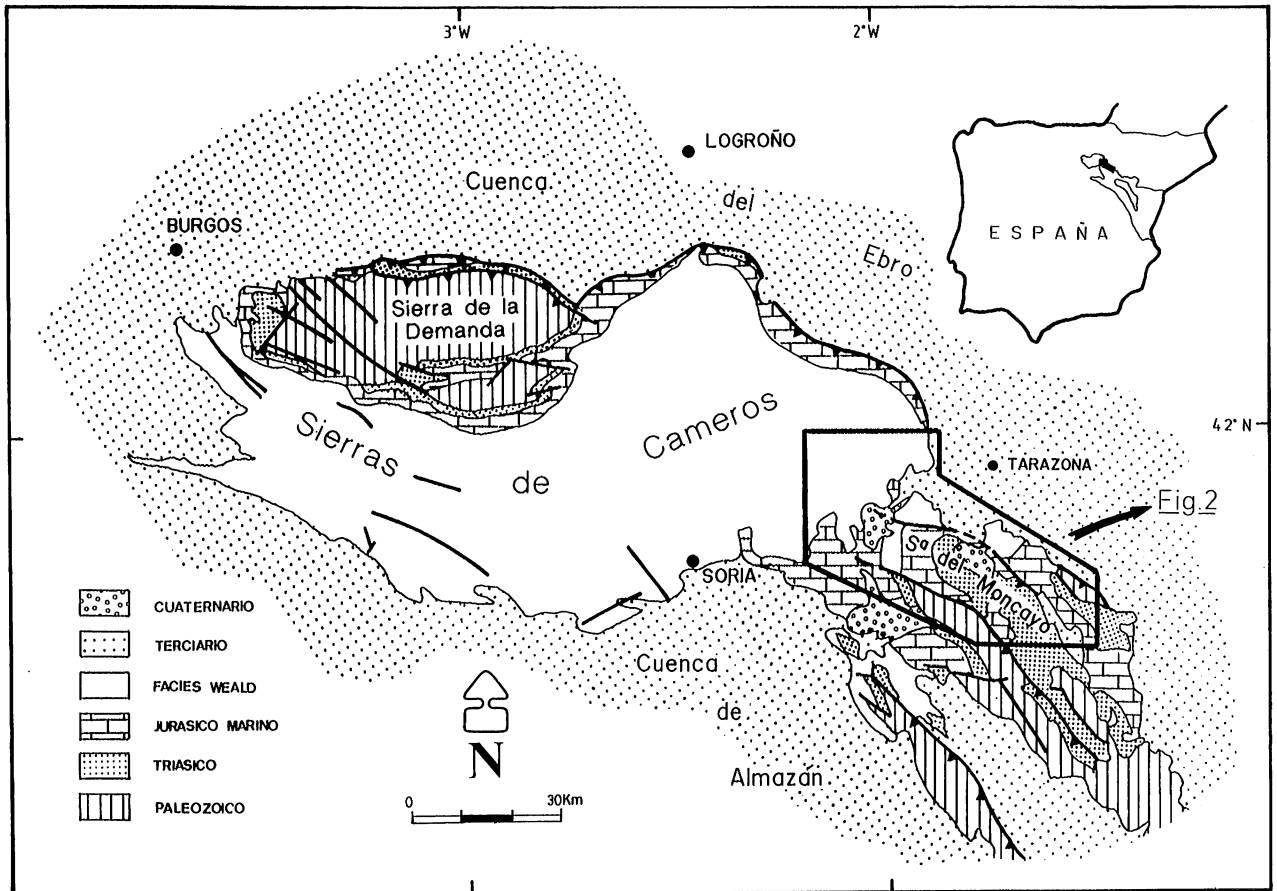 3°W
2°W
LOGROÑO
Cuenca
del
Ebro
BURGOS
ESPAÑA
Sierra de la
Demanda
Sierras
de
Cameros
42°N
TARAZONA
Fig.2
Sª del Moncayo
SORIA
Cuenca
de
Almazán
CUATERNARIO
TERCIARIO
FACIES WEALD
JURASICO MARINO
TRIASICO
PALEOZOICO
N
0 30Km